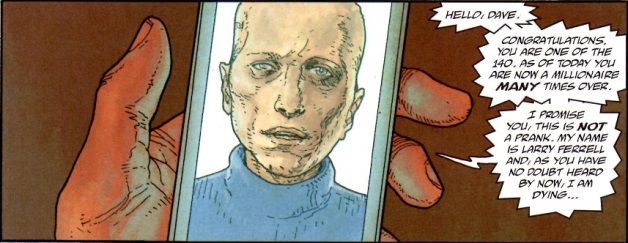 HELLO, DAVE.
CONGRATULATIONS,
YOU ARE ONE OF THE
140. AS OF TODAY YOU
ARE NOW A MILLIONAIRE
MANY TIMES OVER.
I PROMISE
YOU, THIS IS NOT
A PRANK. MY NAME
IS LARRY FERRELL
AND, AS YOU HAVE
NO DOUBT HEARD
BY NOW, I AM
DYING...